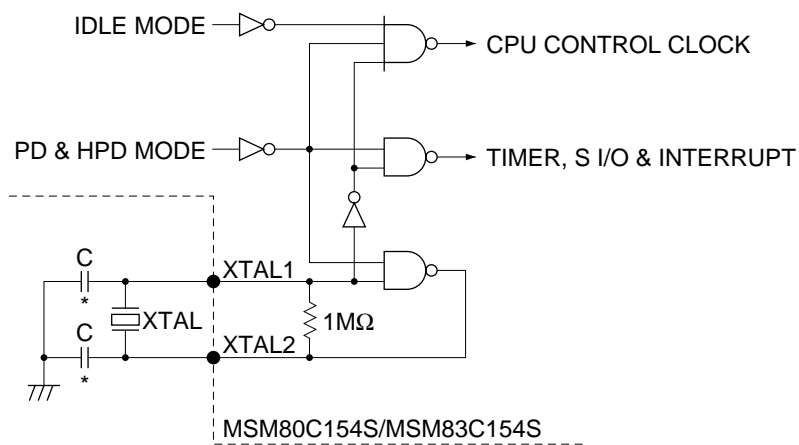 IDLE MODE
CPU CONTROL CLOCK
PD & HPD MODE
TIMER, S I/O & INTERRUPT
C
*
XTAL1
XTAL
1MΩ
C
*
XTAL2
MSM80C154S/MSM83C154S